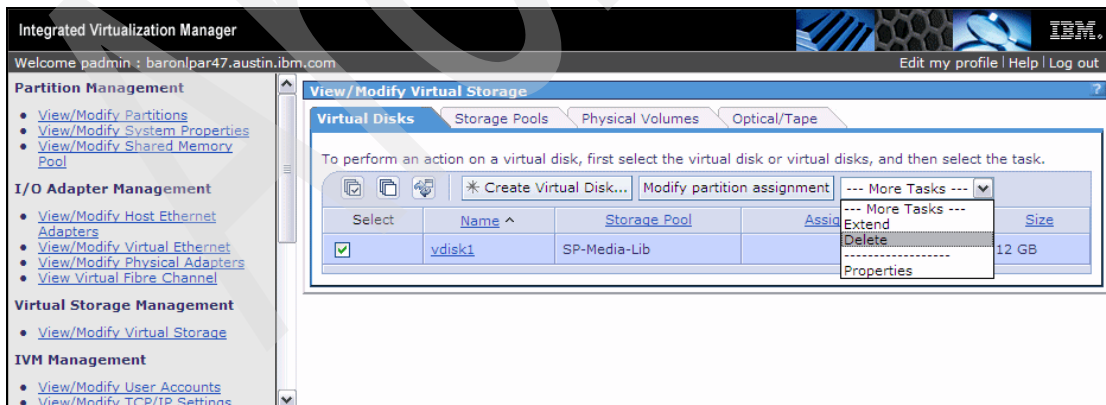 Integrated Virtualization Manager
IBM.
Welcome padmin : baronlpar47.austin.ibm.com
Edit my profile | Help | Log out
Partition Management
View/Modify Partitions
View/Modify System Properties
View/Modify Shared Memory
Pool
I/O Adapter Management
View/Modify Host Ethernet
Adapters
View/Modify Virtual Ethernet
View/Modify Physical Adapters
View Virtual Fibre Channel
Virtual Storage Management
View/Modify Virtual Storage
IVM Management
View/Modify User Accounts
View/Modify TCP/IP Settings
View/Modify Virtual Storage ?
Virtual Disks Storage Pools Physical Volumes Optical/Tape
To perform an action on a virtual disk, first select the virtual disk or virtual disks, and then select the task.
* Create Virtual Disk... Modify partition assignment --- More Tasks ---
--- More Tasks ---
Extend
Delete
------------------
Properties
Select Name ^ Storage Pool Assig Size
vdisk1 SP-Media-Lib 12 GB